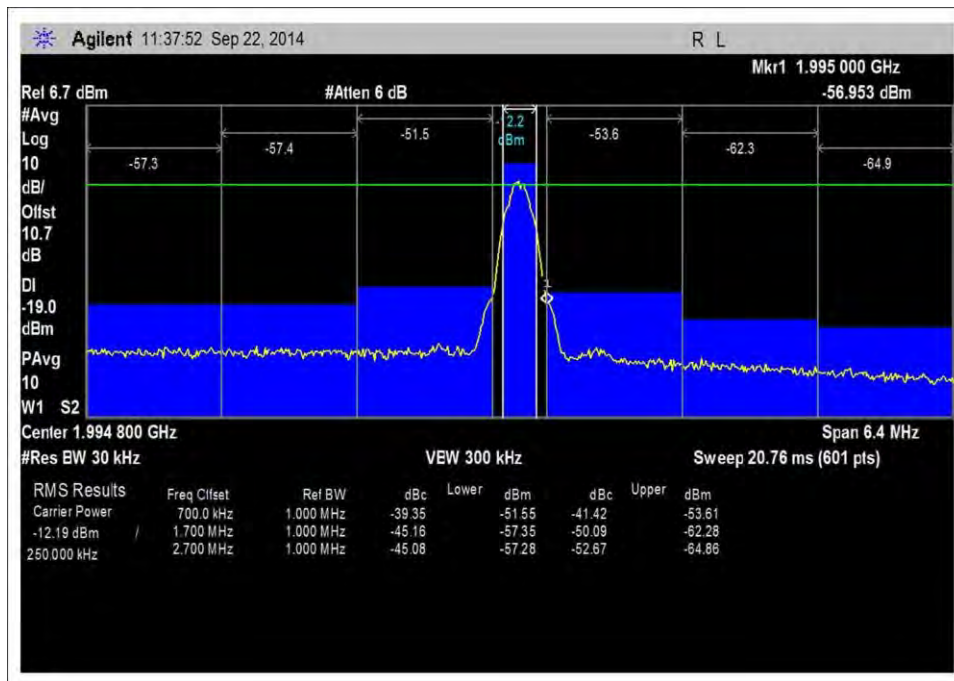 Agilent 11:37:52 Sep 22, 2014 R L
Mkr1 1.995 000 GHz
Ref 6.7 dBm #Atten 6 dB -56.953 dBm
#Avg
Log
10
dB/
Offst
10.7
dB
DI
-19.0
dBm
PAvg
10
W1 S2
-57.3 -57.4 -51.5 -12.2 dBm -53.6 -62.3 -64.9
1
Center 1.994 800 GHz Span 6.4 MHz
#Res BW 30 kHz VBW 300 kHz Sweep 20.76 ms (601 pts)
RMS Results Freq Offset Ref BW dBc Lower dBm dBc Upper dBm
Carrier Power 700.0 kHz 1.000 MHz -39.35 -51.55 -41.42 -53.61
-12.19 dBm / 1.700 MHz 1.000 MHz -45.16 -57.35 -50.09 -62.28
250.000 kHz 2.700 MHz 1.000 MHz -45.08 -57.28 -52.67 -64.86